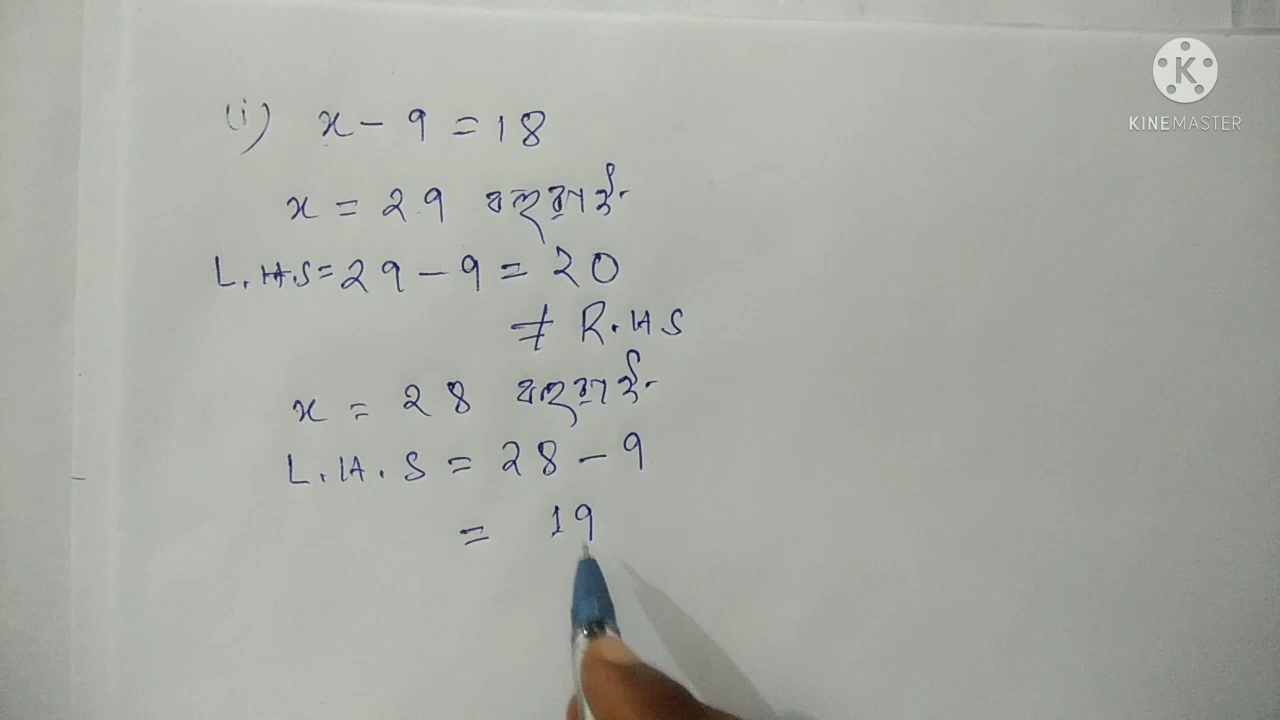 (i) x - 9 = 18
x = 29
L.H.S = 29 - 9 = 20
≠ R.H.S
x = 28
L.H.S = 28 - 9
= 19
K
KINEMASTER